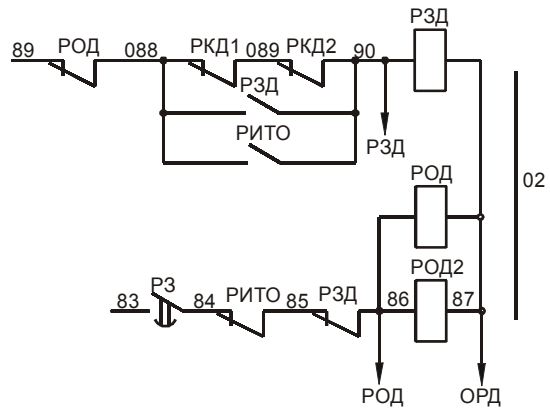 РЗД
89 РОД 088 РКД1 089 РКД2 90
РЗД
РИТО
РЗД
РОД
02
РОД2
83 РЗ 84 РИТО 85 РЗД 86 87
РОД ОРД